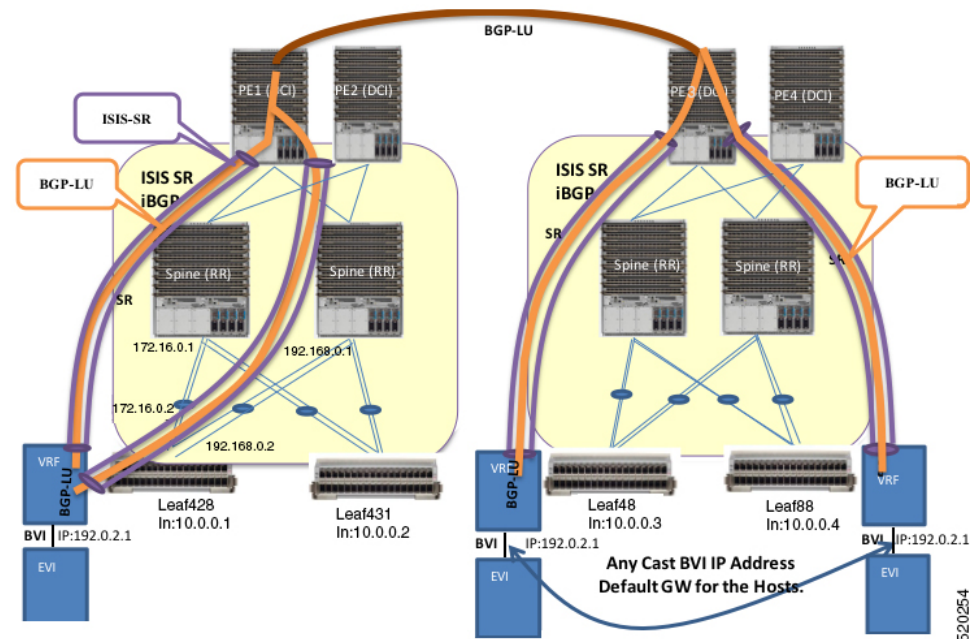 BGP-LU
PE1 (DCI)
PE2 (DCI)
PE3 (DCI)
PE4 (DCI)
ISIS-SR
BGP-LU
ISIS SR
iBGP
ISIS SR
iBGP
BGP-LU
SR
SR
SR
Spine (RR)
Spine (RR)
Spine (RR)
Spine (RR)
172.16.0.1
192.168.0.1
172.16.0.2
192.168.0.2
VRF
BGP-LU
Leaf428
In:10.0.0.1
Leaf431
In:10.0.0.2
VRF
BGP-LU
Leaf48
In:10.0.0.3
Leaf88
In:10.0.0.4
VRF
BVI
IP:192.0.2.1
BVI
IP:192.0.2.1
BVI
IP:192.0.2.1
EVI
EVI
EVI
Any Cast BVI IP Address
Default GW for the Hosts.
520254